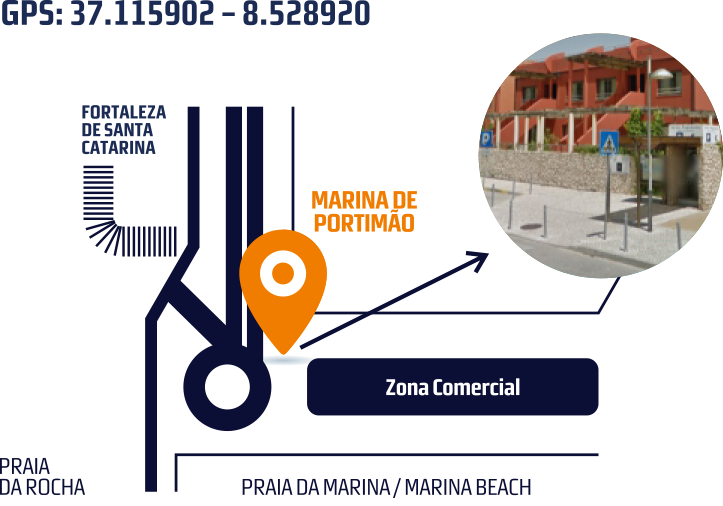 GPS: 37.115902 – 8.528920
FORTALEZA
DE SANTA
CATARINA
MARINA DE
PORTIMÃO
P
Zona Comercial
PRAIA
DA ROCHA
PRAIA DA MARINA / MARINA BEACH